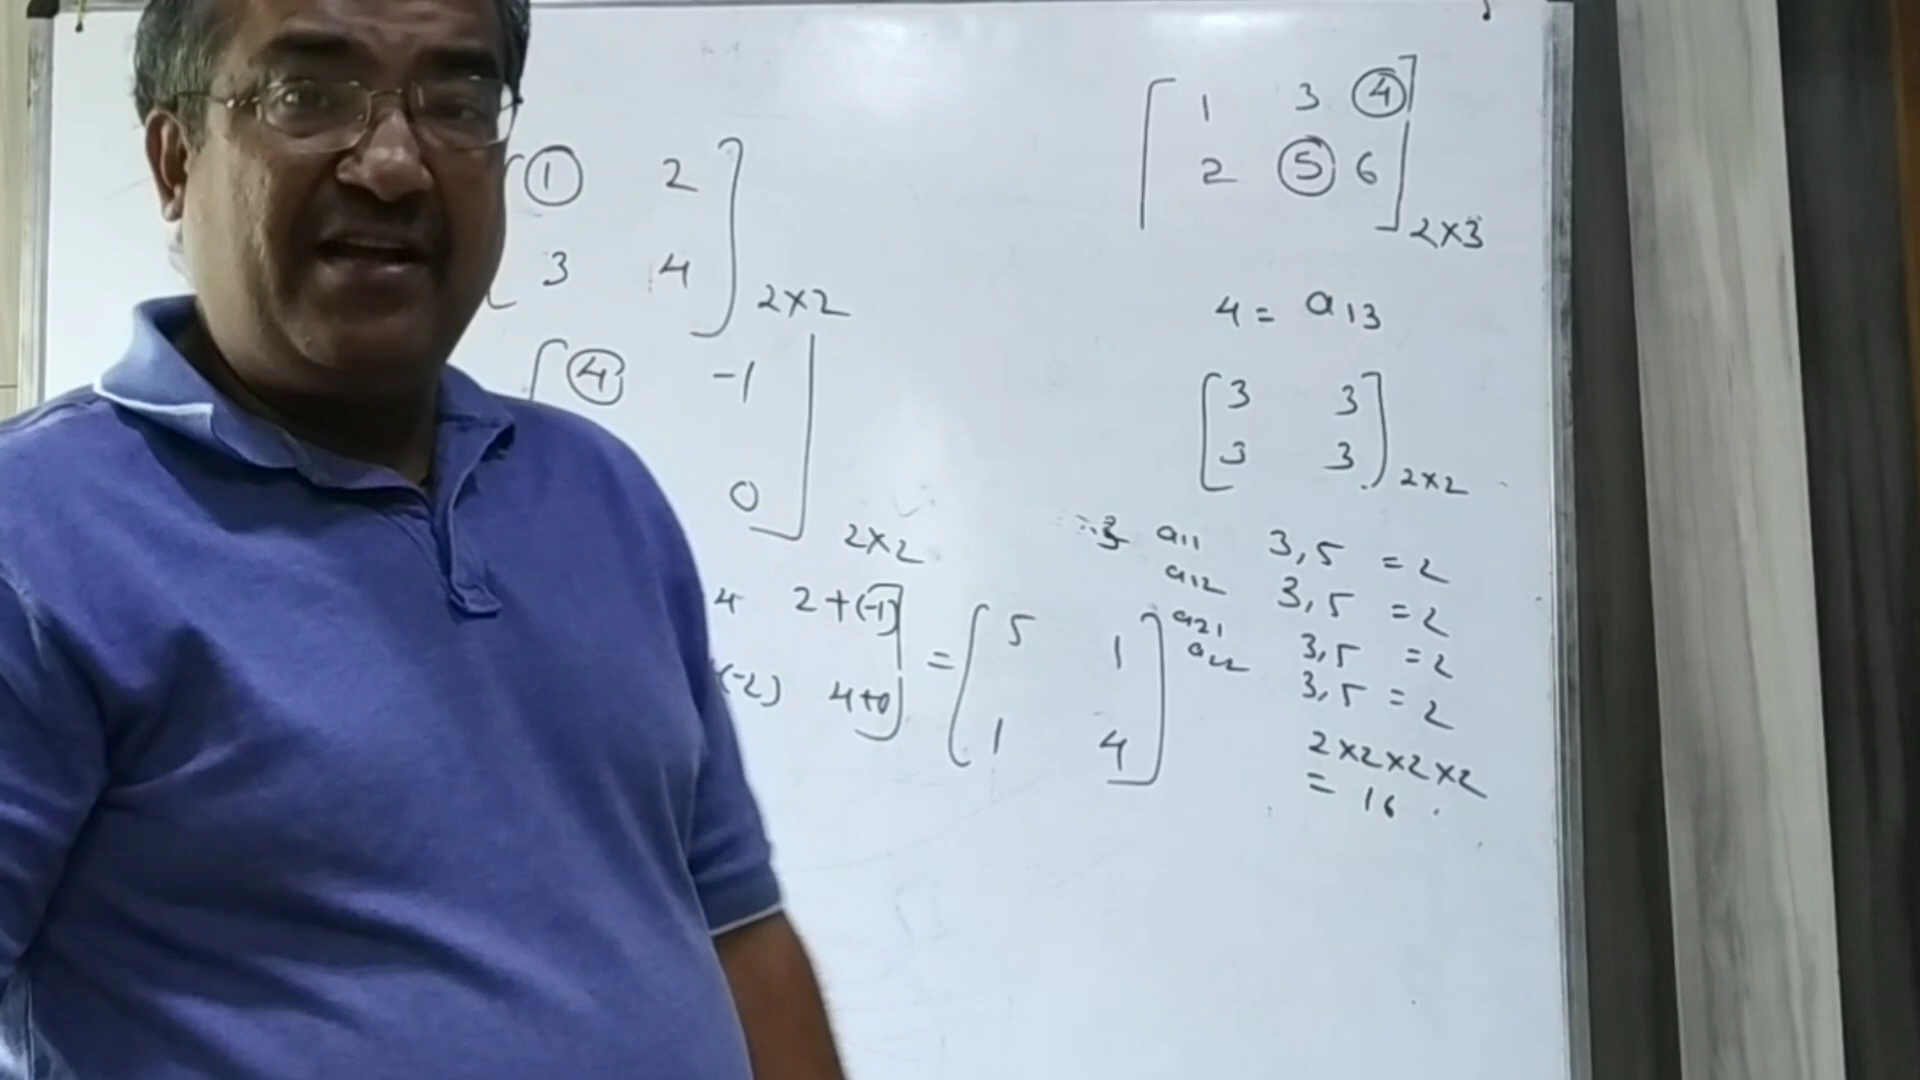 1 2
3 4
2×2
4 -1
0
2×2
4 2+(-1)
(-2) 4+0
= 5 1
1 4
1 3 4
2 5 6
2×3
4 = a13
3 3
3 3
2×2
a11 3,5 = 2
a12 3,5 = 2
a21 3,5 = 2
a22 3,5 = 2
2×2×2×2
= 16